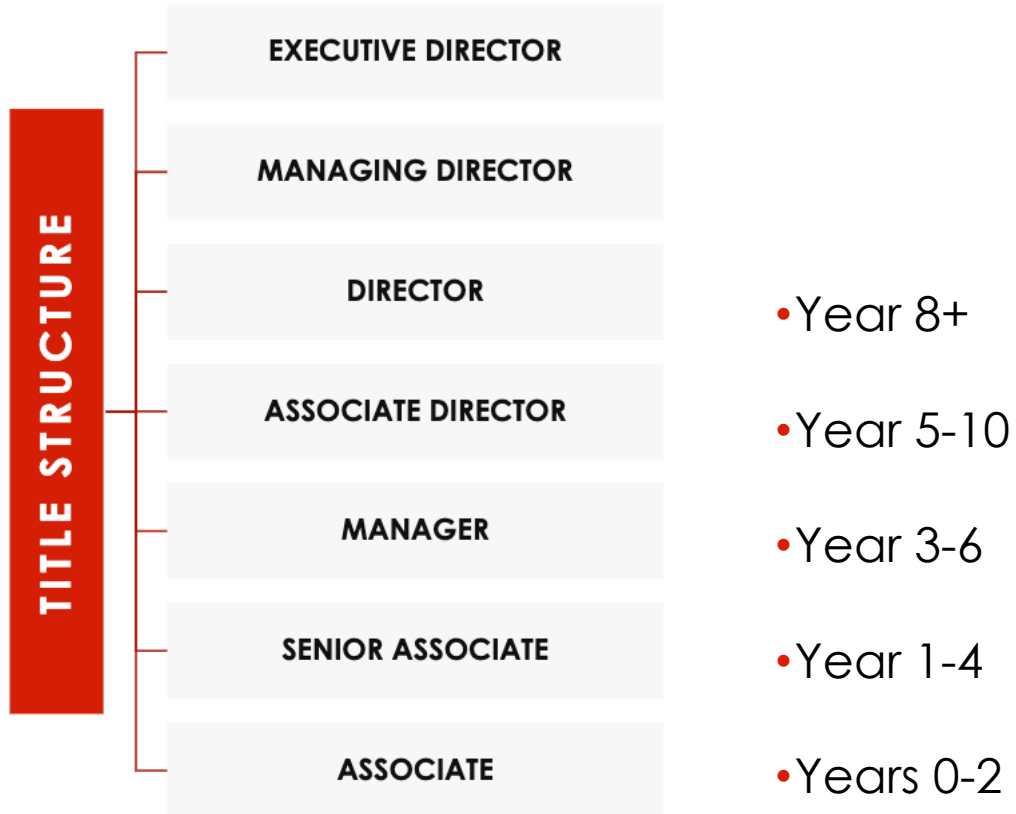 TITLE STRUCTURE
EXECUTIVE DIRECTOR
MANAGING DIRECTOR
DIRECTOR
•Year 8+
ASSOCIATE DIRECTOR
•Year 5-10
MANAGER
•Year 3-6
SENIOR ASSOCIATE
•Year 1-4
ASSOCIATE
•Years 0-2